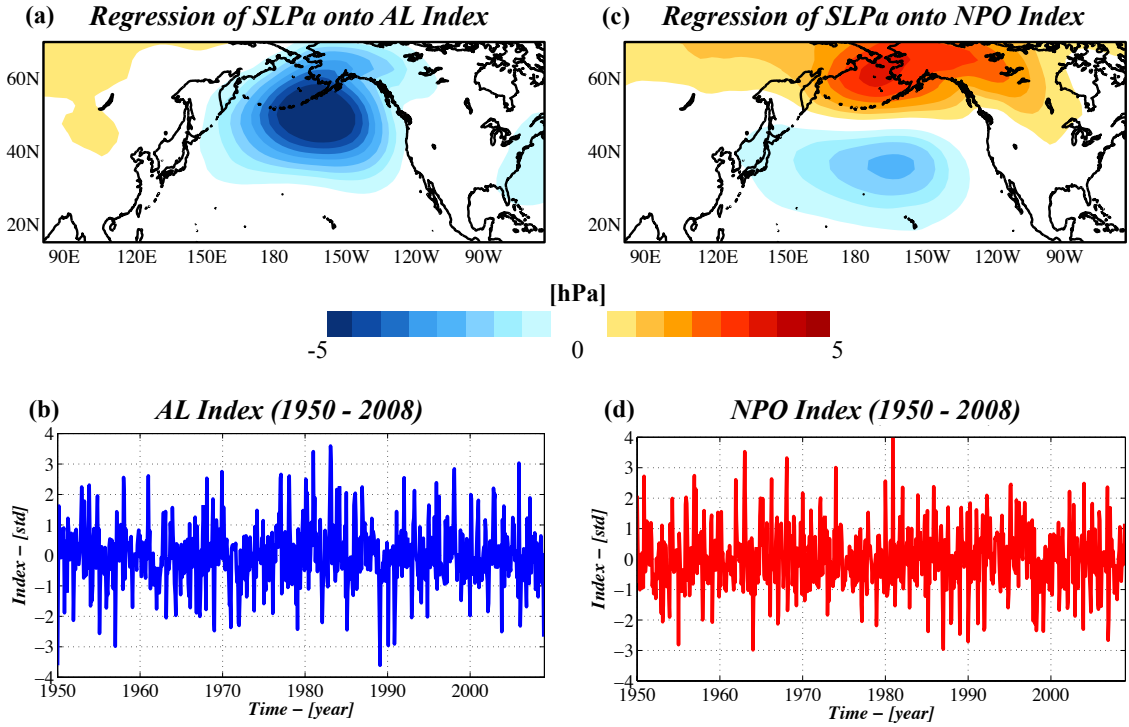 (a) Regression of SLPa onto AL Index
60N
40N
20N
90E 120E 150E 180 150W 120W 90W
(c) Regression of SLPa onto NPO Index
60N
40N
20N
90E 120E 150E 180 150W 120W 90W
[hPa]
-5 0 5
(b) AL Index (1950 - 2008)
Index – [std]
4
3
2
1
0
−1
−2
−3
−4
1950 1960 1970 1980 1990 2000
Time – [year]
(d) NPO Index (1950 - 2008)
Index – [std]
4
3
2
1
0
−1
−2
−3
−4
1950 1960 1970 1980 1990 2000
Time – [year]